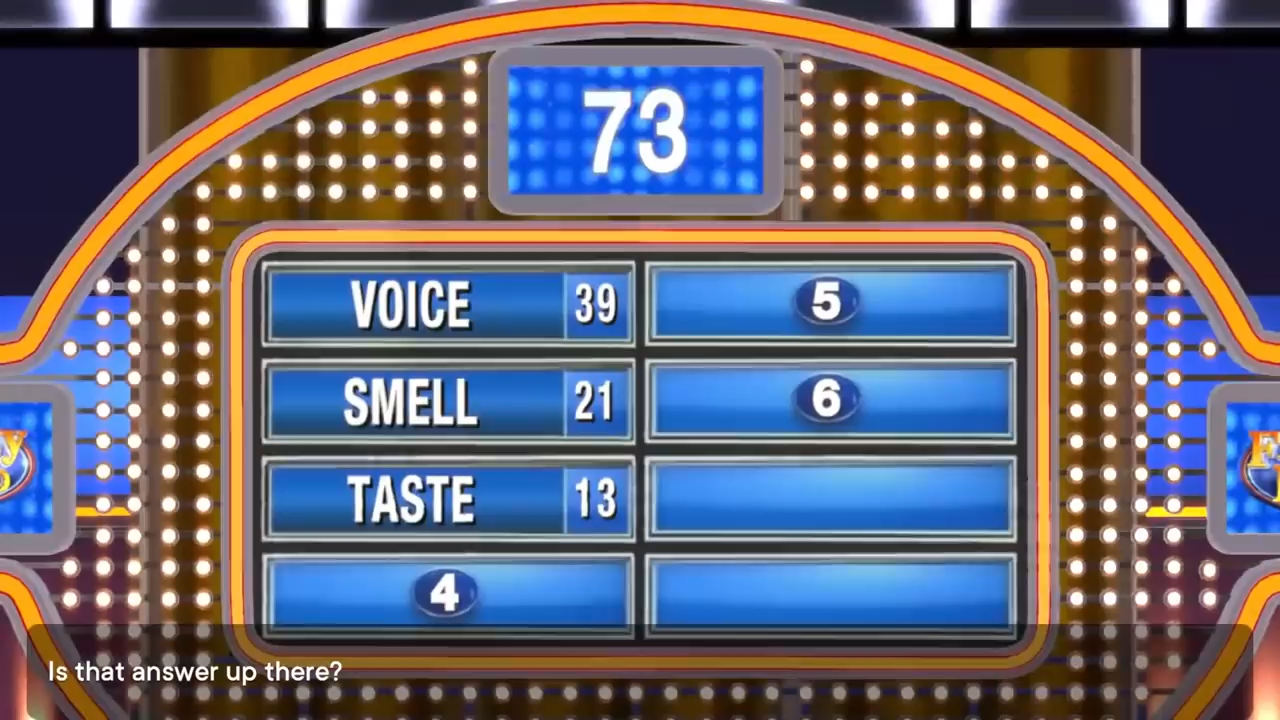 73
VOICE 39
SMELL 21
TASTE 13
4
5
6
Is that answer up there?